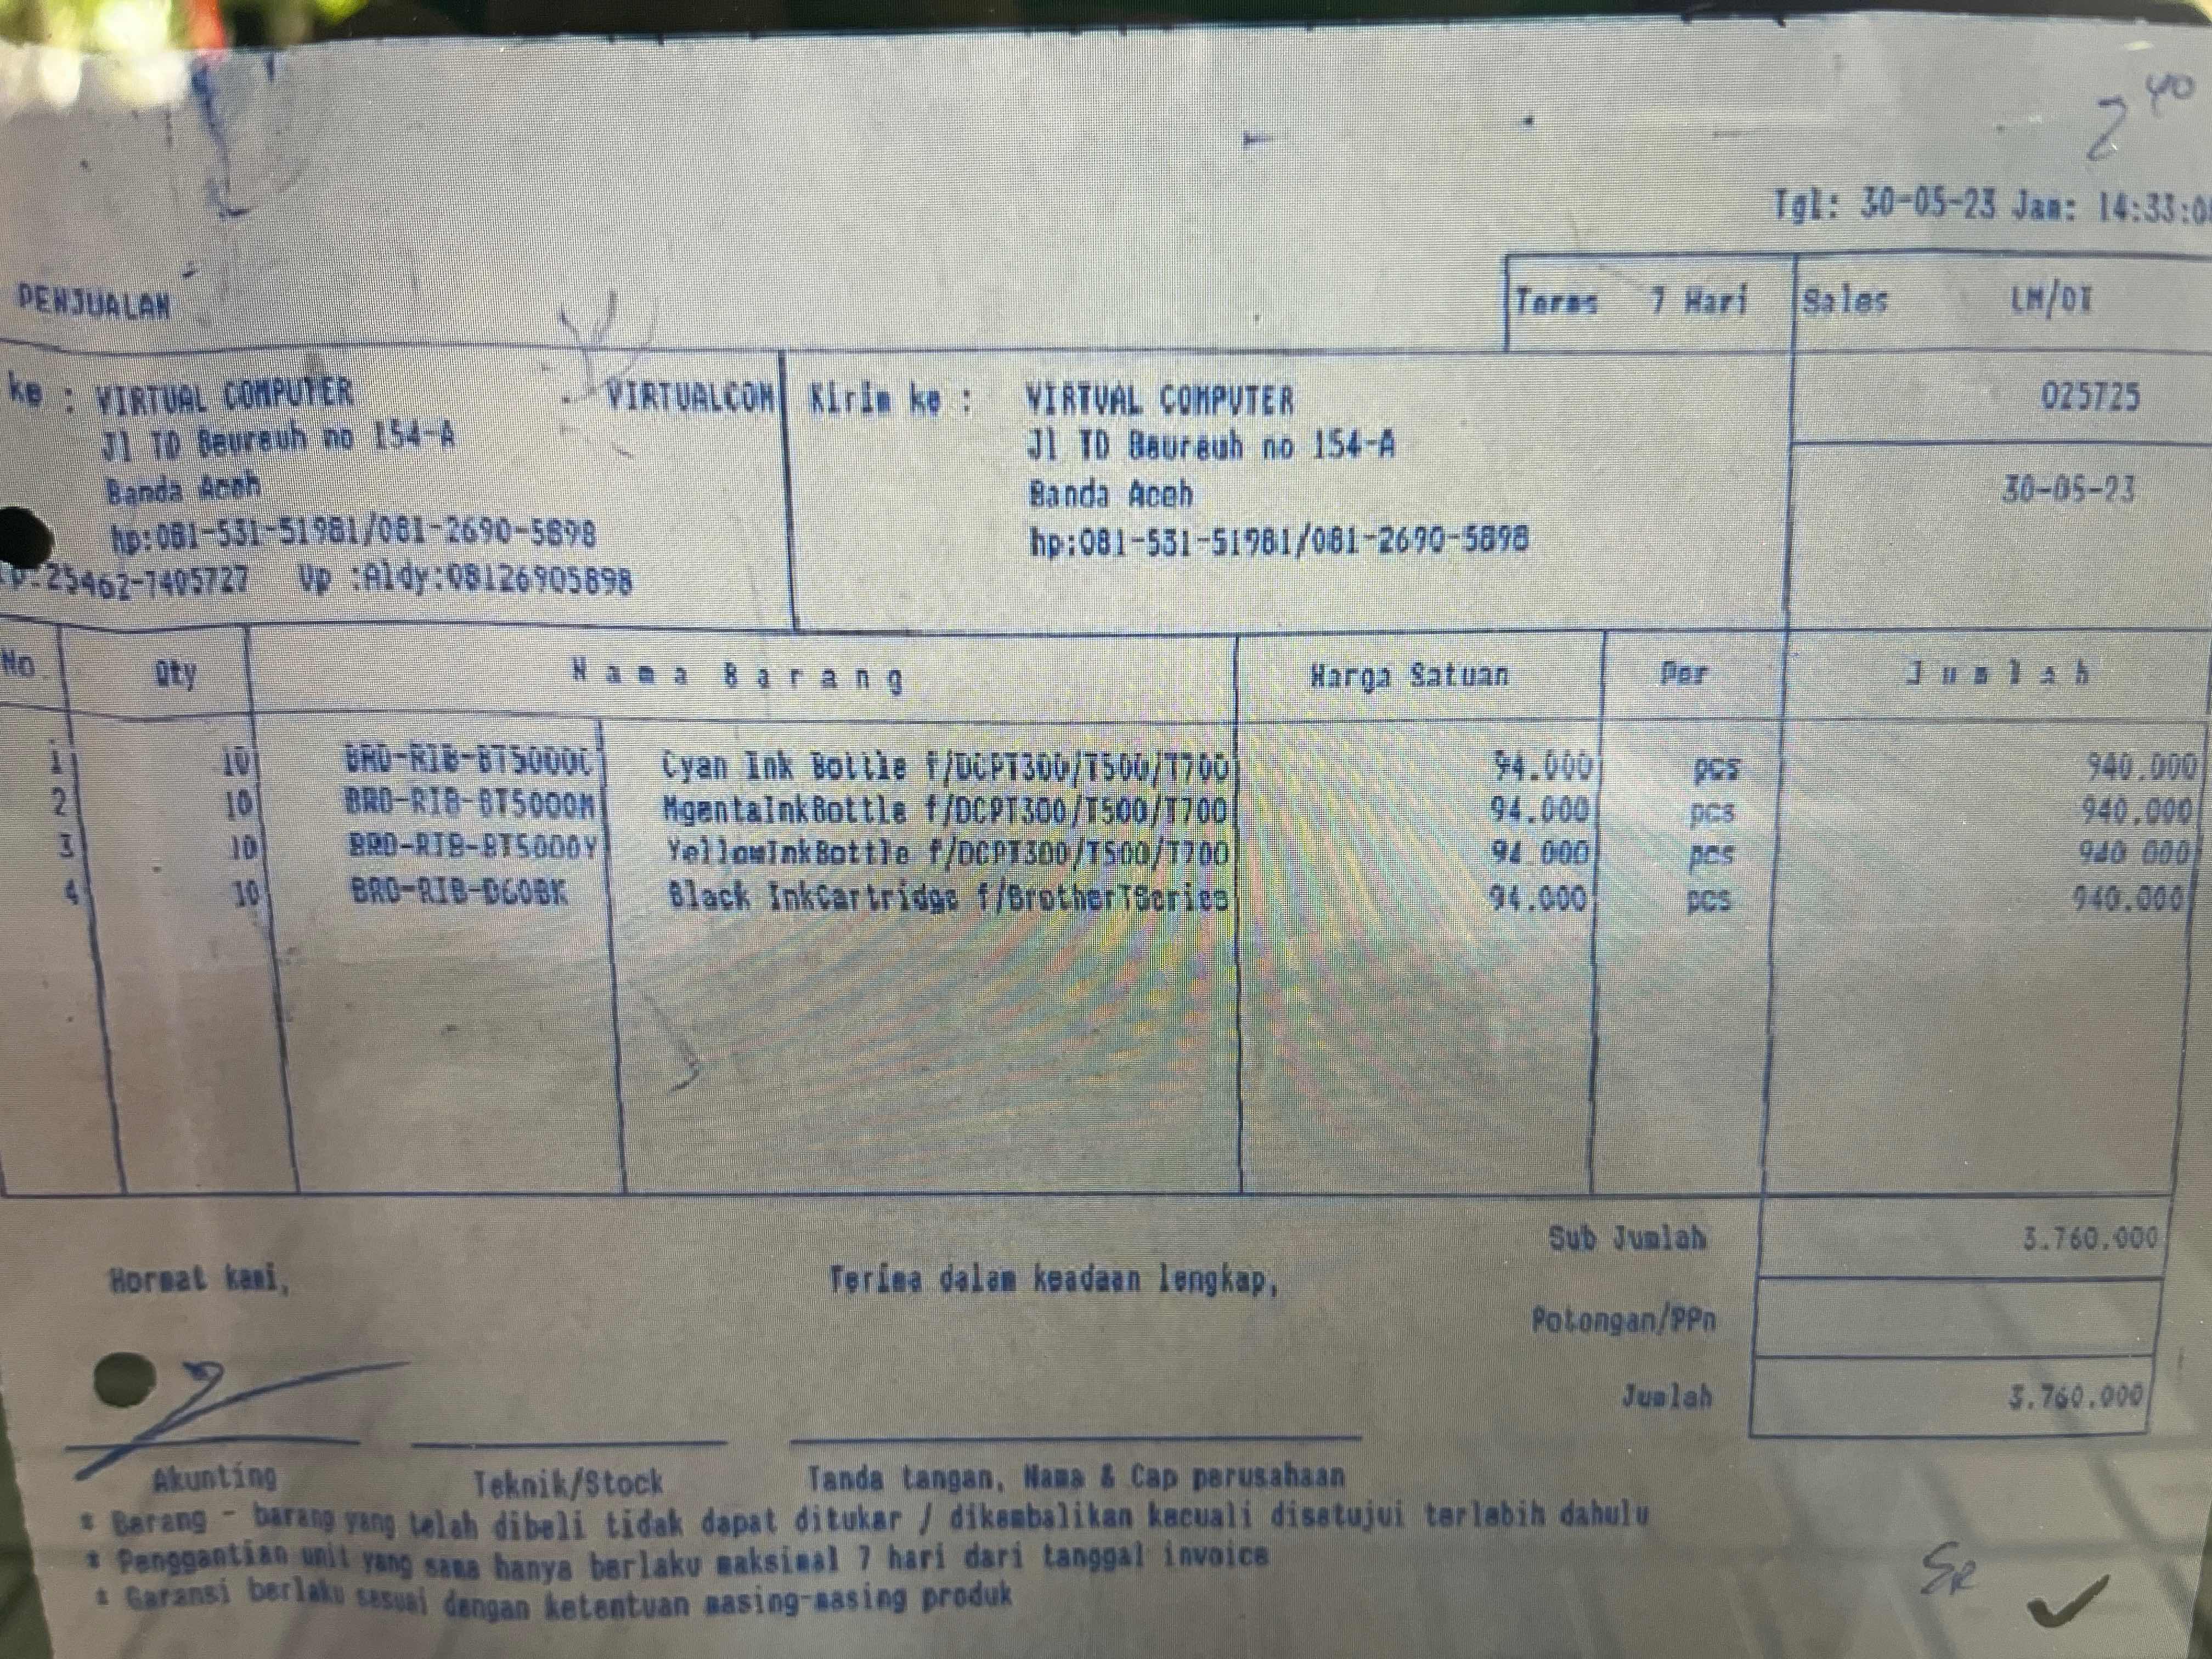 2 40
Tgl: 30-05-23 Jam: 14:33:0
PENJUALAN
Terms 7 Hari Sales LM/OT
ke : VIRTUAL COMPUTER VIRTUALCOM Kirim ke : VIRTUAL COMPUTER 025725
Jl TD Beureuh no 154-A Jl TD Beureuh no 154-A
Banda Aceh Banda Aceh 30-05-23
hp:081-531-51981/081-2690-5898 hp:081-531-51981/081-2690-5898
25462-7405727 Up :Aldy:08126905898
No. Qty Nama Barang Harga Satuan Per Jumlah
1 10 BRO-RIB-BT5000C Cyan Ink Bottle f/DCPT300/T500/T700 94.000 pcs 940.000
2 10 BRO-RIB-BT5000M MgentaInkBottle f/DCPT300/T500/T700 94.000 pcs 940.000
3 10 BRO-RIB-BT5000Y YellowInkBottle f/DCPT300/T500/T700 94.000 pcs 940.000
4 10 BRO-RIB-D60BK Black InkCartridge f/BrotherTSeries 94.000 pcs 940.000
Sub Jumlah 3.760.000
Hormat kami, Terima dalam keadaan lengkap,
Potongan/PPn
Jumlah 3.760.000
Akunting Teknik/Stock Tanda tangan, Nama & Cap perusahaan
* Barang - barang yang telah dibeli tidak dapat ditukar / dikembalikan kecuali disetujui terlebih dahulu
* Penggantian unit yang sama hanya berlaku maksimal 7 hari dari tanggal invoice
* Garansi berlaku sesuai dengan ketentuan masing-masing produk